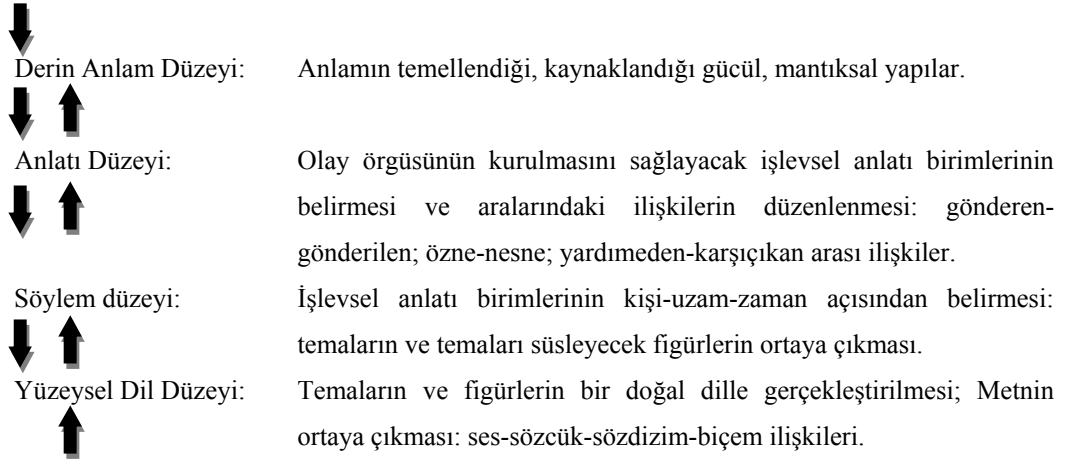 Derin Anlam Düzeyi: Anlamın temellendiği, kaynaklandığı gücül, mantıksal yapılar.
Anlatı Düzeyi: Olay örgüsünün kurulmasını sağlayacak işlevsel anlatı birimlerinin
belirmesi ve aralarındaki ilişkilerin düzenlenmesi: gönderen-
gönderilen; özne-nesne; yardımeden-karşıçıkan arası ilişkiler.
Söylem düzeyi: İşlevsel anlatı birimlerinin kişi-uzam-zaman açısından belirmesi:
temaların ve temaları süsleyecek figürlerin ortaya çıkması.
Yüzeysel Dil Düzeyi: Temaların ve figürlerin bir doğal dille gerçekleştirilmesi; Metnin
ortaya çıkması: ses-sözcük-sözdizim-biçem ilişkileri.